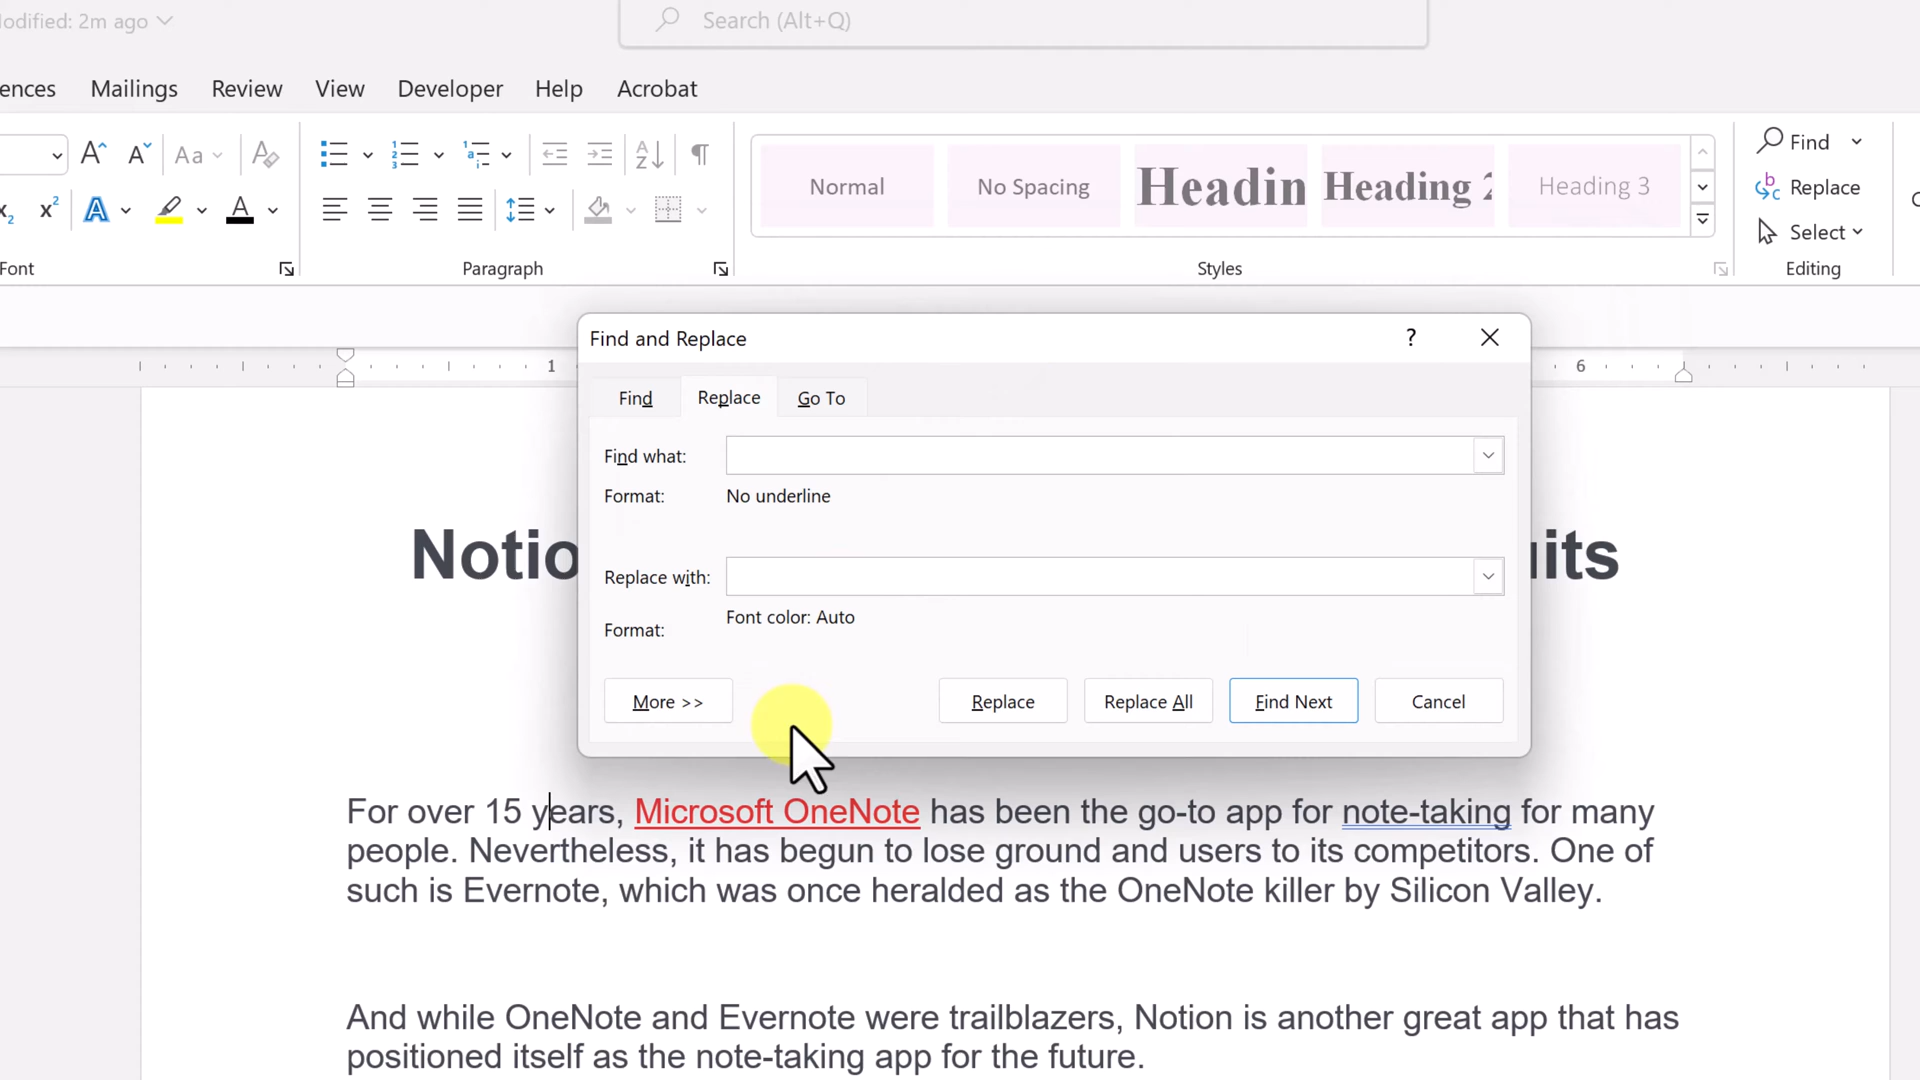 odified: 2m ago
Search (Alt+Q)
ences Mailings Review View Developer Help Acrobat
Aa
Normal No Spacing Headin Heading 2 Heading 3
Find
Replace
Select
Font Paragraph Styles Editing
Find and Replace ?
1 6
Find Replace Go To
Find what:
Format: No underline
Replace with:
Format: Font color: Auto
More >> Replace Replace All Find Next Cancel
Notio uits
For over 15 years, Microsoft OneNote has been the go-to app for note-taking for many
people. Nevertheless, it has begun to lose ground and users to its competitors. One of
such is Evernote, which was once heralded as the OneNote killer by Silicon Valley.
And while OneNote and Evernote were trailblazers, Notion is another great app that has
positioned itself as the note-taking app for the future.